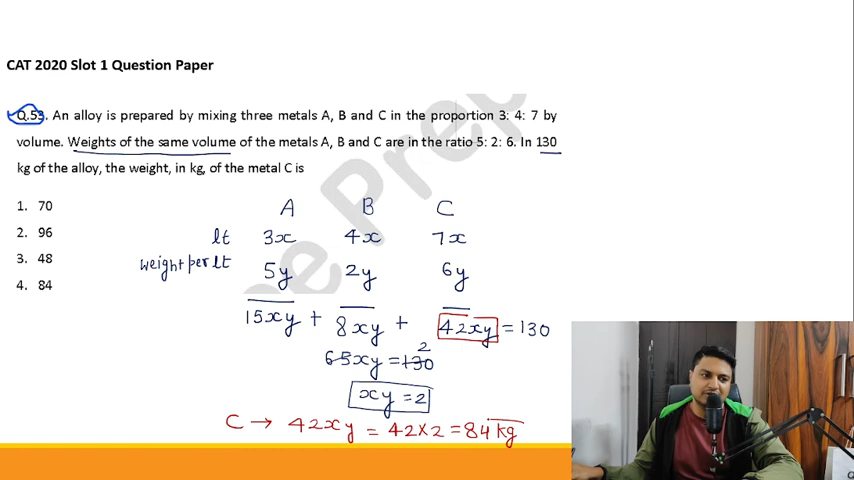 CAT 2020 Slot 1 Question Paper
Q.53. An alloy is prepared by mixing three metals A, B and C in the proportion 3: 4: 7 by
volume. Weights of the same volume of the metals A, B and C are in the ratio 5: 2: 6. In 130
kg of the alloy, the weight, in kg, of the metal C is
1. 70
2. 96
3. 48
4. 84
A B C
lt 3x 4x 7x
weight per lt 5y 2y 6y
15xy + 8xy + 42xy = 130
65xy = 130 2
xy = 2
C → 42xy = 42×2 = 84 kg
e Prep